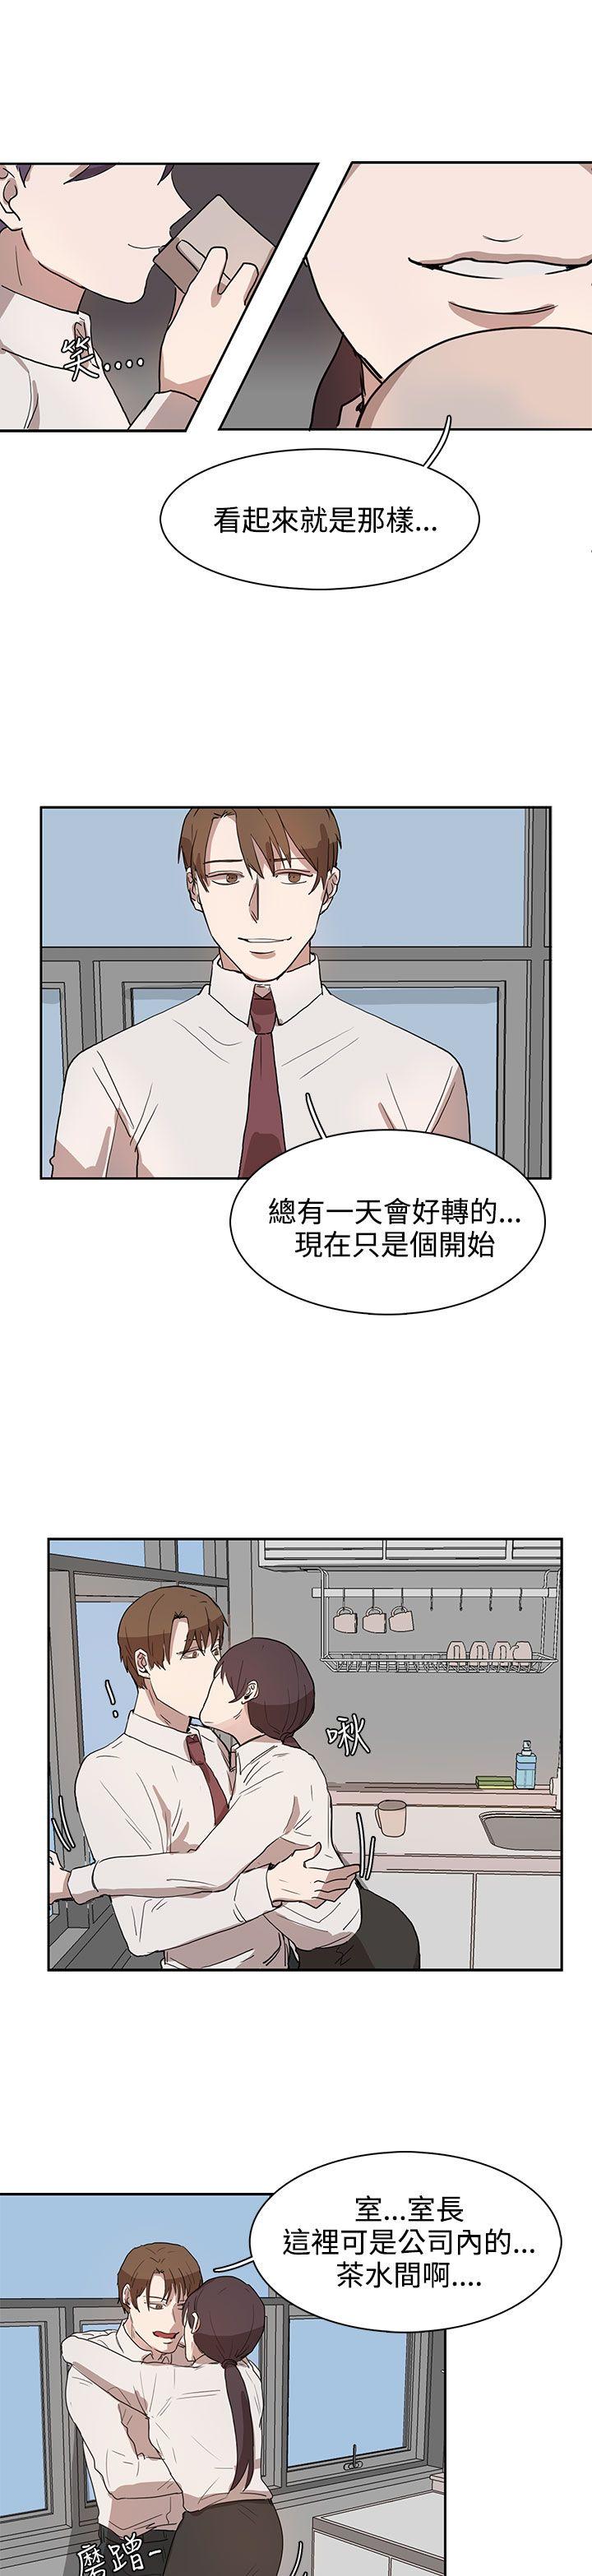 笑....
看起來就是那樣...
總有一天會好轉的...
現在只是個開始
啾
室...室長
這裡可是公司內的...
茶水間啊....
磨蹭-